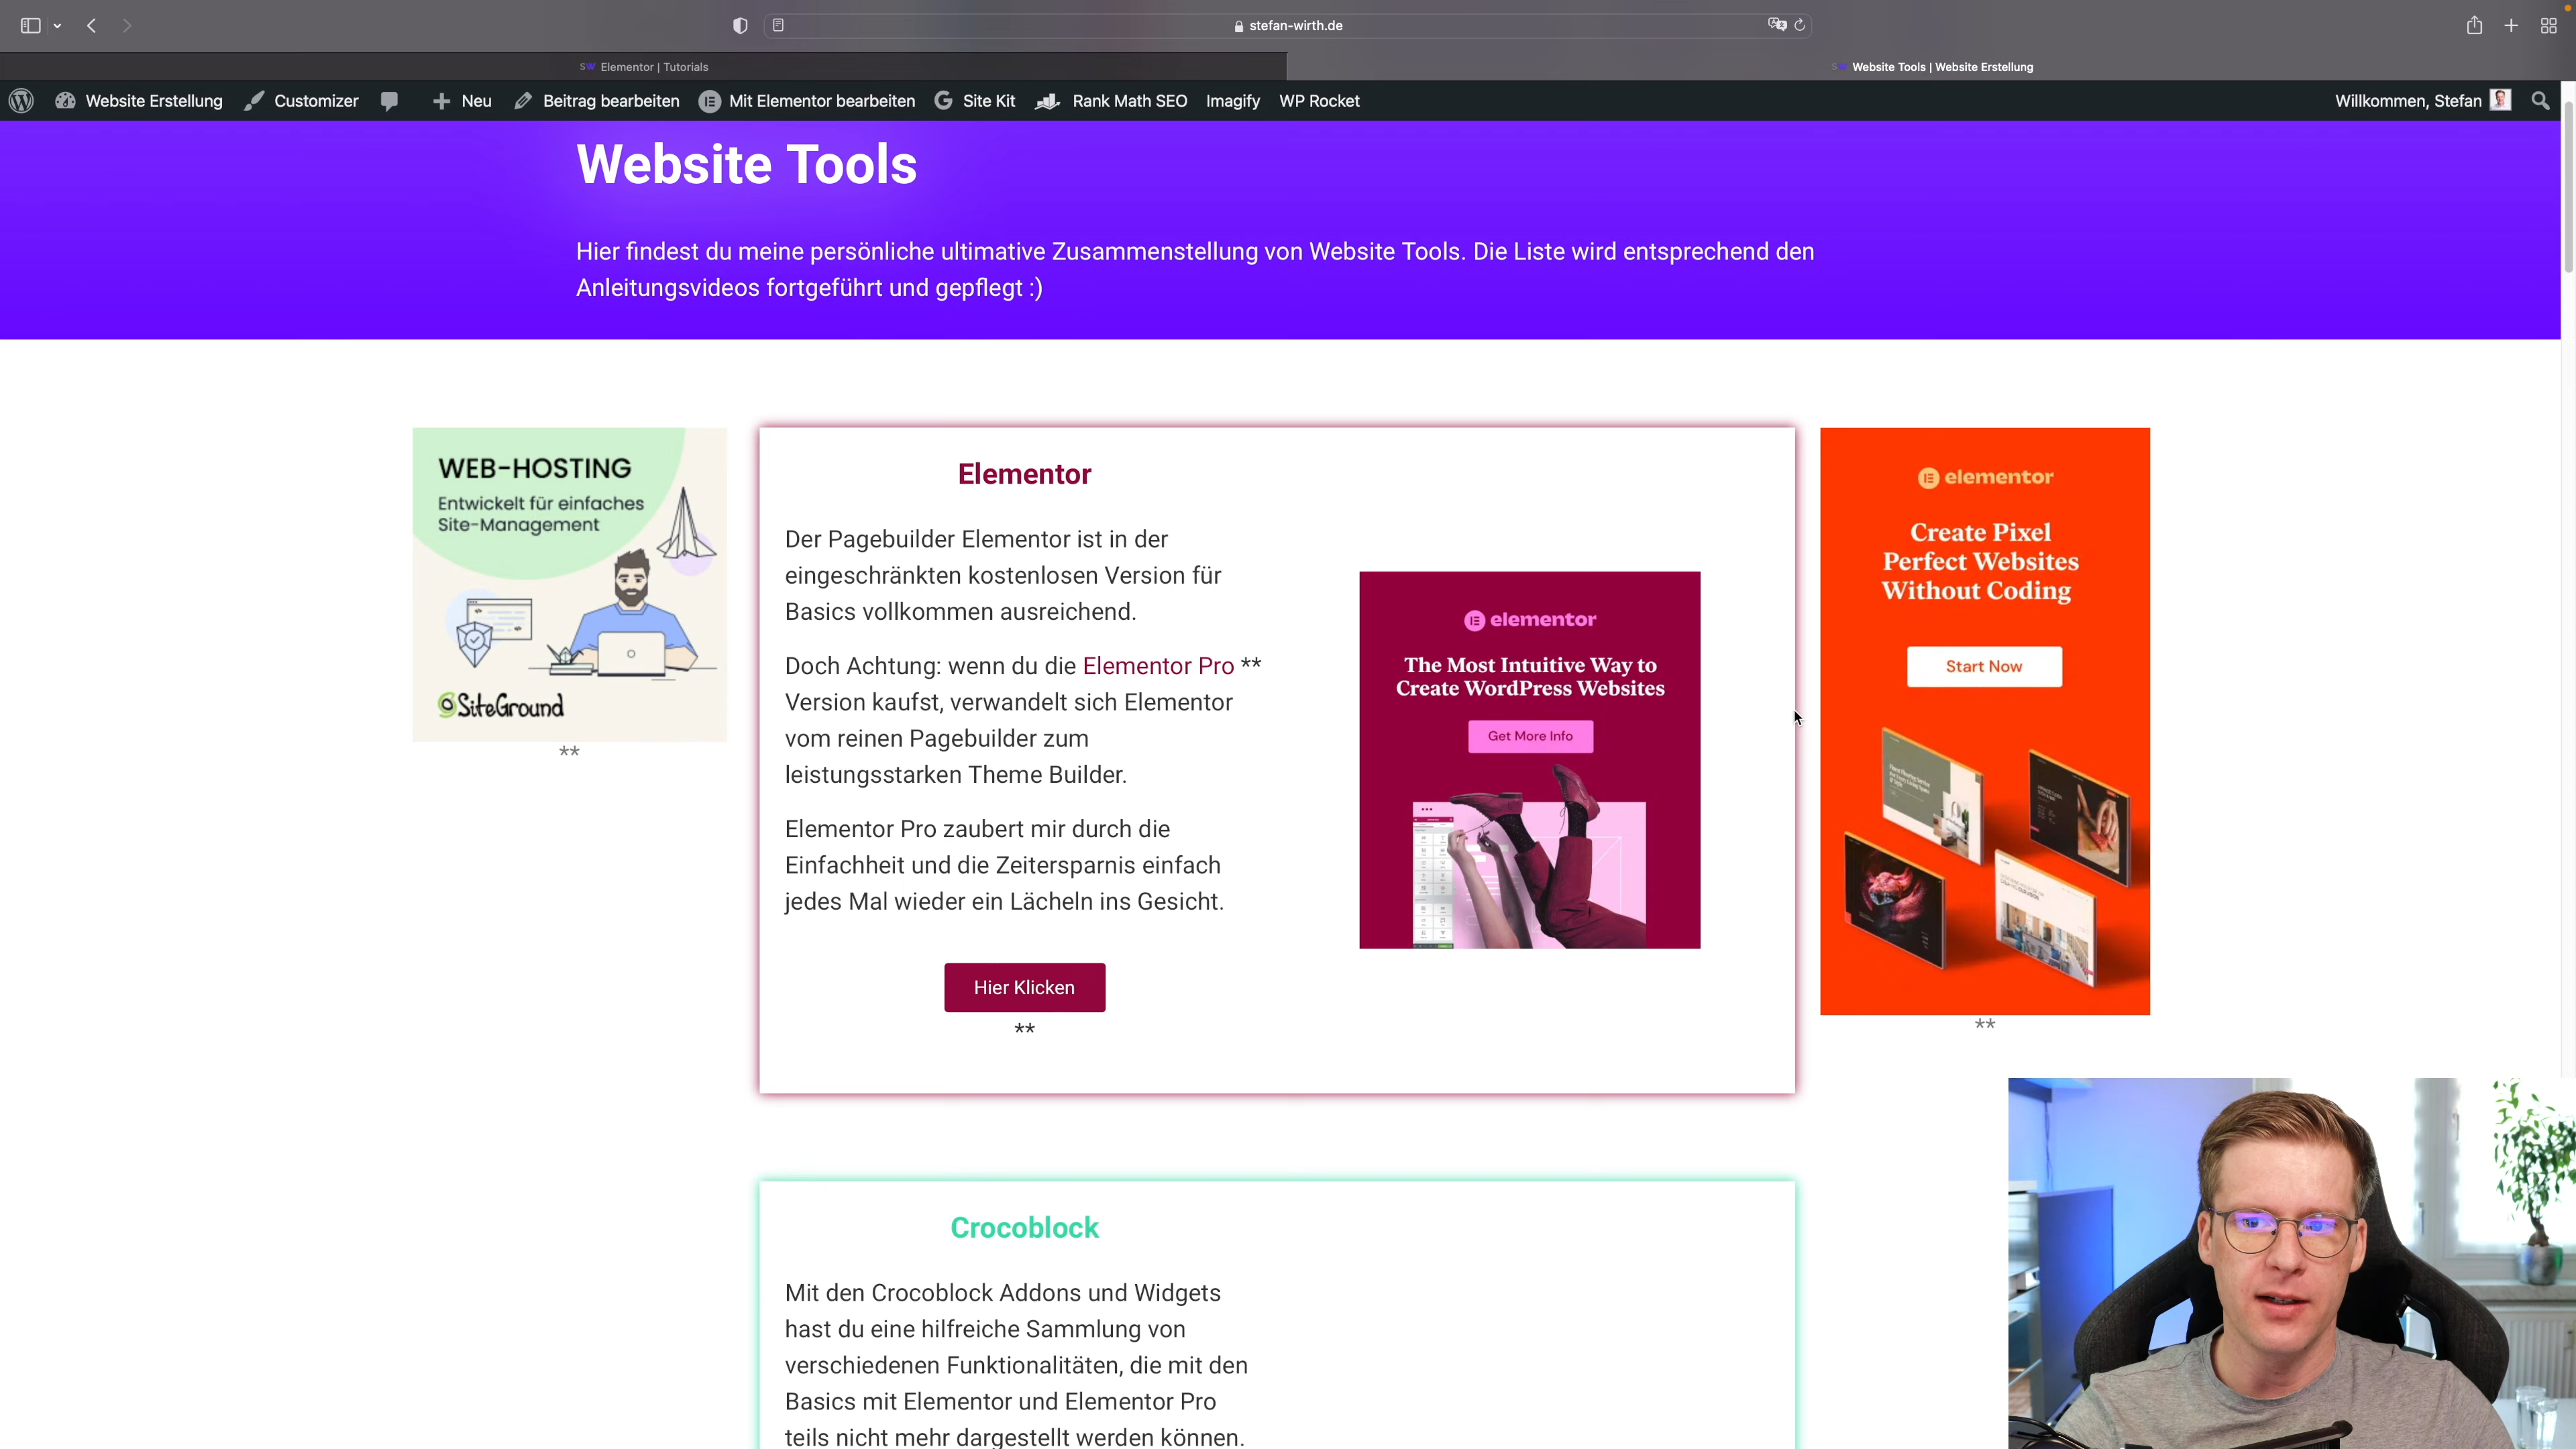 stefan-wirth.de
SW Elementor | Tutorials
SW Website Tools | Website Erstellung
Website Erstellung Customizer Neu Beitrag bearbeiten Mit Elementor bearbeiten Site Kit Rank Math SEO Imagify WP Rocket Willkommen, Stefan
Website Tools
Hier findest du meine persönliche ultimative Zusammenstellung von Website Tools. Die Liste wird entsprechend den
Anleitungsvideos fortgeführt und gepflegt :)
WEB-HOSTING
Entwickelt für einfaches
Site-Management
SiteGround
**
Elementor
Der Pagebuilder Elementor ist in der
eingeschränkten kostenlosen Version für
Basics vollkommen ausreichend.
Doch Achtung: wenn du die Elementor Pro **
Version kaufst, verwandelt sich Elementor
vom reinen Pagebuilder zum
leistungsstarken Theme Builder.
Elementor Pro zaubert mir durch die
Einfachheit und die Zeitersparnis einfach
jedes Mal wieder ein Lächeln ins Gesicht.
Hier Klicken
**
elementor
The Most Intuitive Way to
Create WordPress Websites
Get More Info
elementor
Create Pixel
Perfect Websites
Without Coding
Start Now
**
Crocoblock
Mit den Crocoblock Addons und Widgets
hast du eine hilfreiche Sammlung von
verschiedenen Funktionalitäten, die mit den
Basics mit Elementor und Elementor Pro
teils nicht mehr dargestellt werden können.